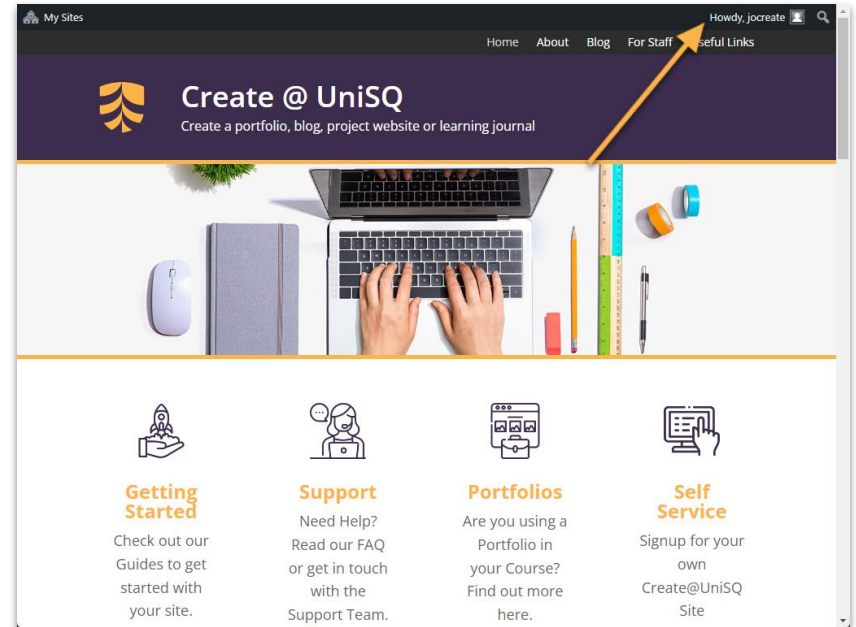 My Sites
Howdy, jocreate
Home About Blog For Staff seful Links
Create @ UniSQ
Create a portfolio, blog, project website or learning journal
Getting
Started
Check out our
Guides to get
started with
your site.
Support
Need Help?
Read our FAQ
or get in touch
with the
Support Team.
Portfolios
Are you using a
Portfolio in
your Course?
Find out more
here.
Self
Service
Signup for your
own
Create@UniSQ
Site